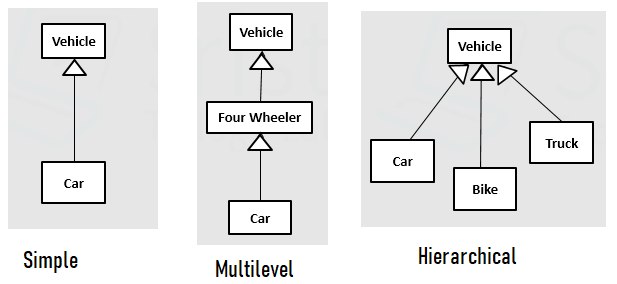 Vehicle
Car
Simple
Vehicle
Four Wheeler
Car
Multilevel
Vehicle
Car
Bike
Truck
Hierarchical